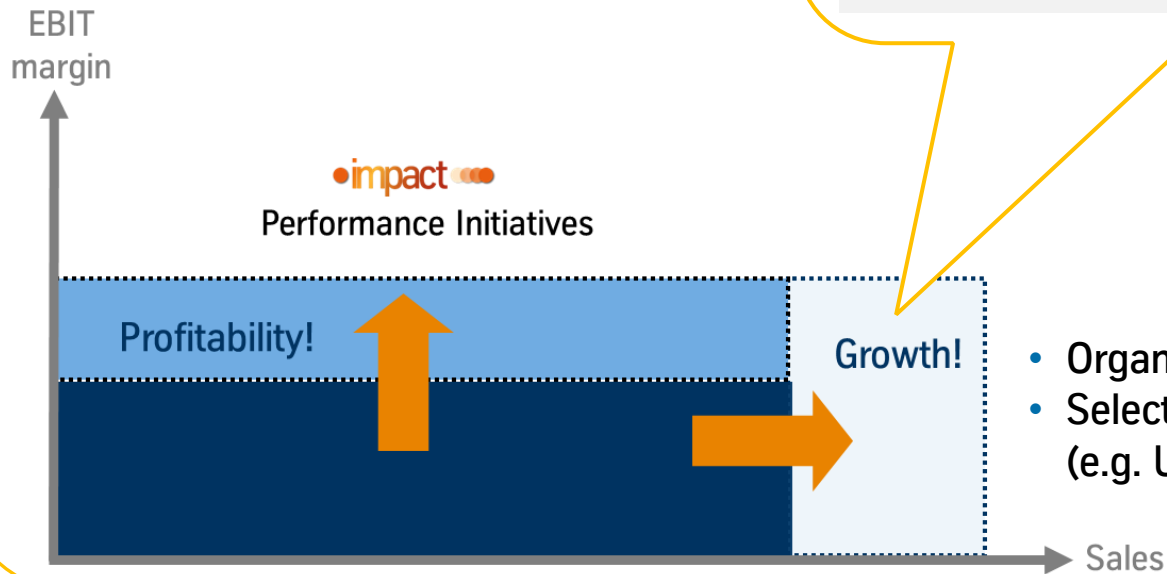 EBIT
margin
impact
Performance Initiatives
Profitability!
Growth!
• 
• 
(e.g.
Sales